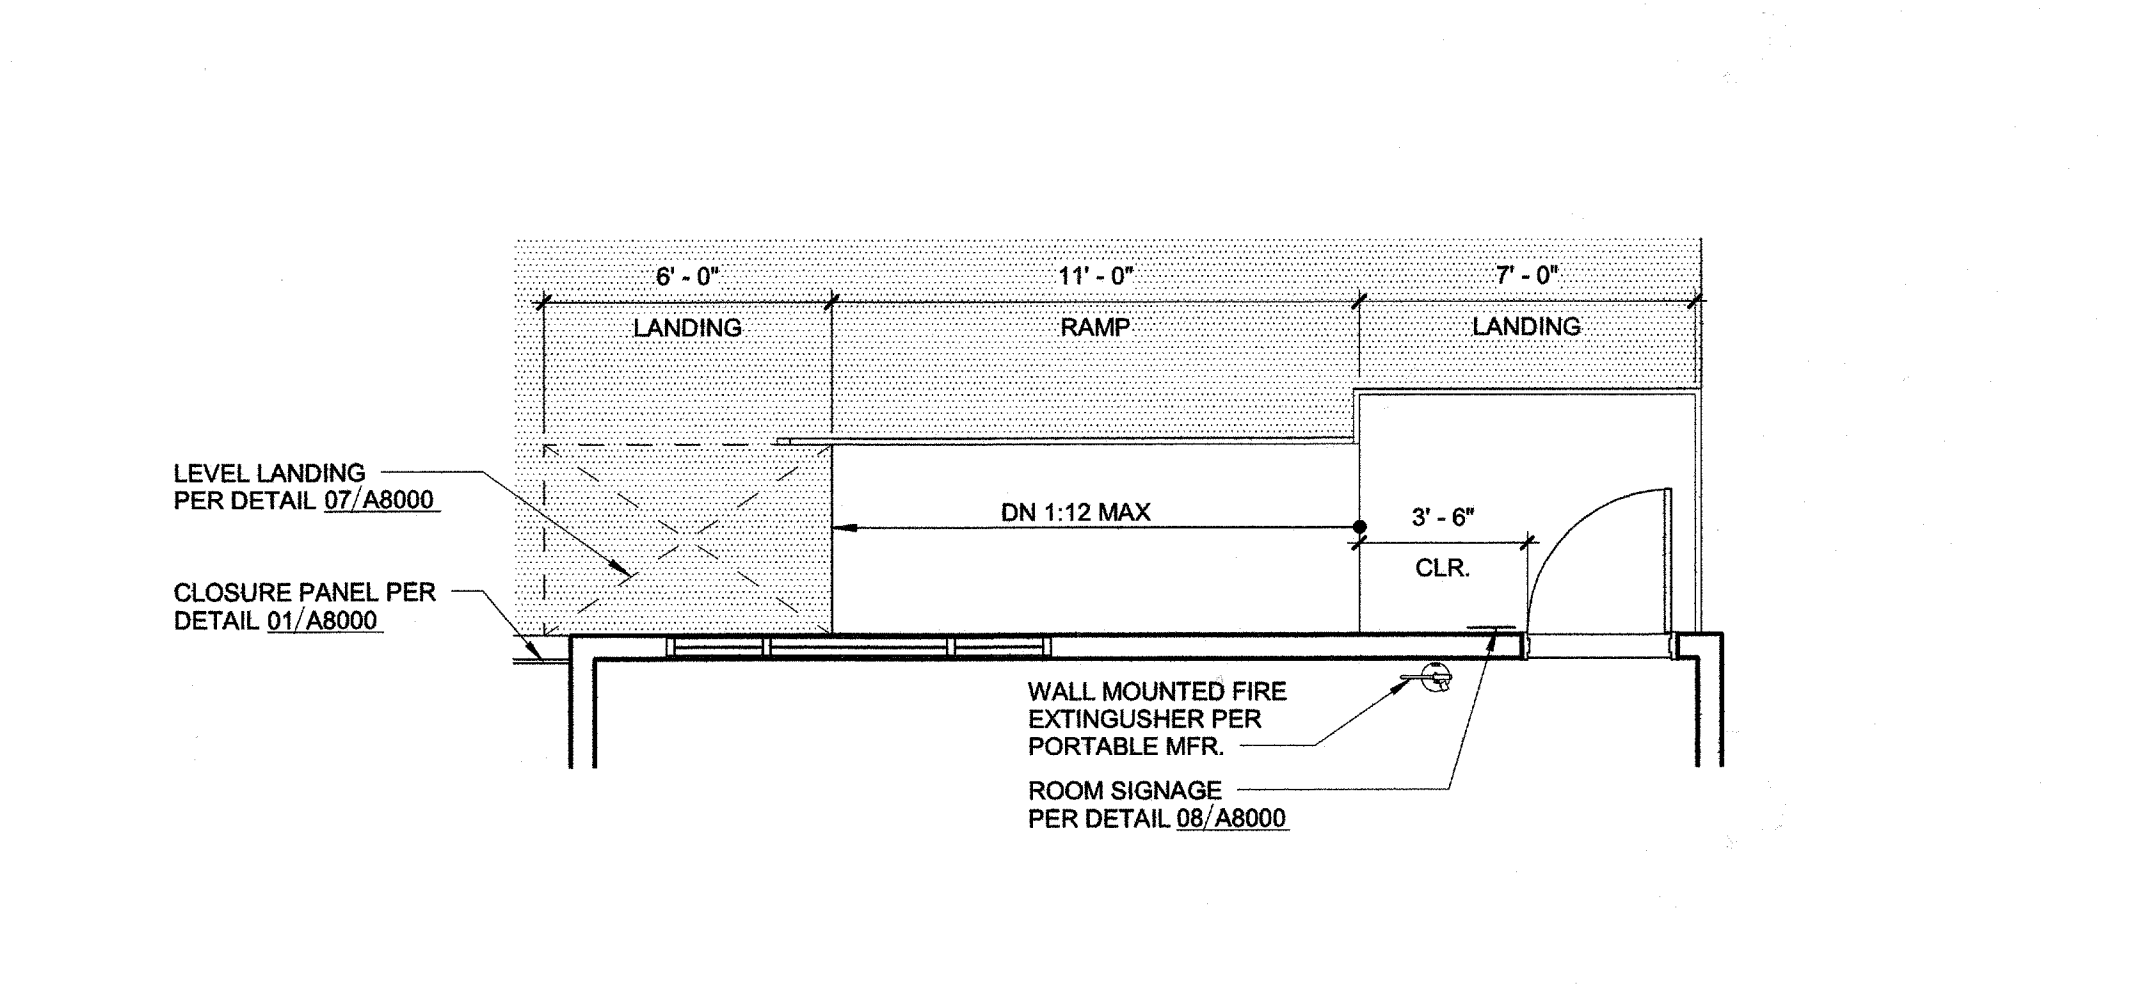 6' - 0"
11' - 0"
7' - 0"
LANDING
RAMP
LANDING
LEVEL LANDING
PER DETAIL 07/A8000
DN 1:12 MAX
3' - 6"
CLR.
CLOSURE PANEL PER
DETAIL 01/A8000
WALL MOUNTED FIRE
EXTINGUSHER PER
PORTABLE MFR.
ROOM SIGNAGE
PER DETAIL 08/A8000